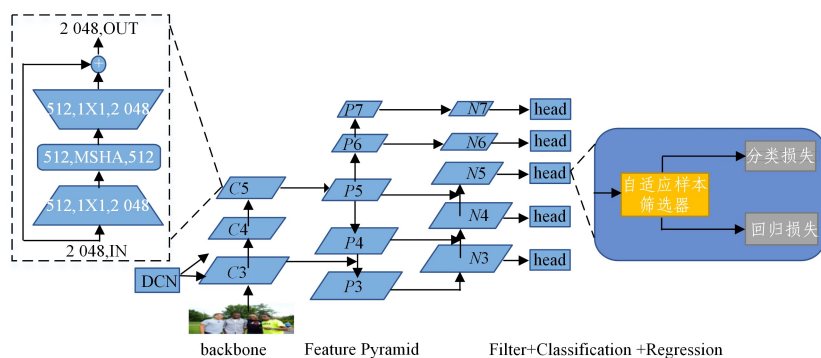 2 048,OUT
+
512,1X1,2 048
512,MSHA,512
512,1X1,2 048
2 048,IN
DCN
C5
C4
C3
backbone
P7
P6
P5
P4
P3
Feature Pyramid
N7
N6
N5
N4
N3
head
head
head
head
head
Filter+Classification +Regression
自适应样本
筛选器
分类损失
回归损失